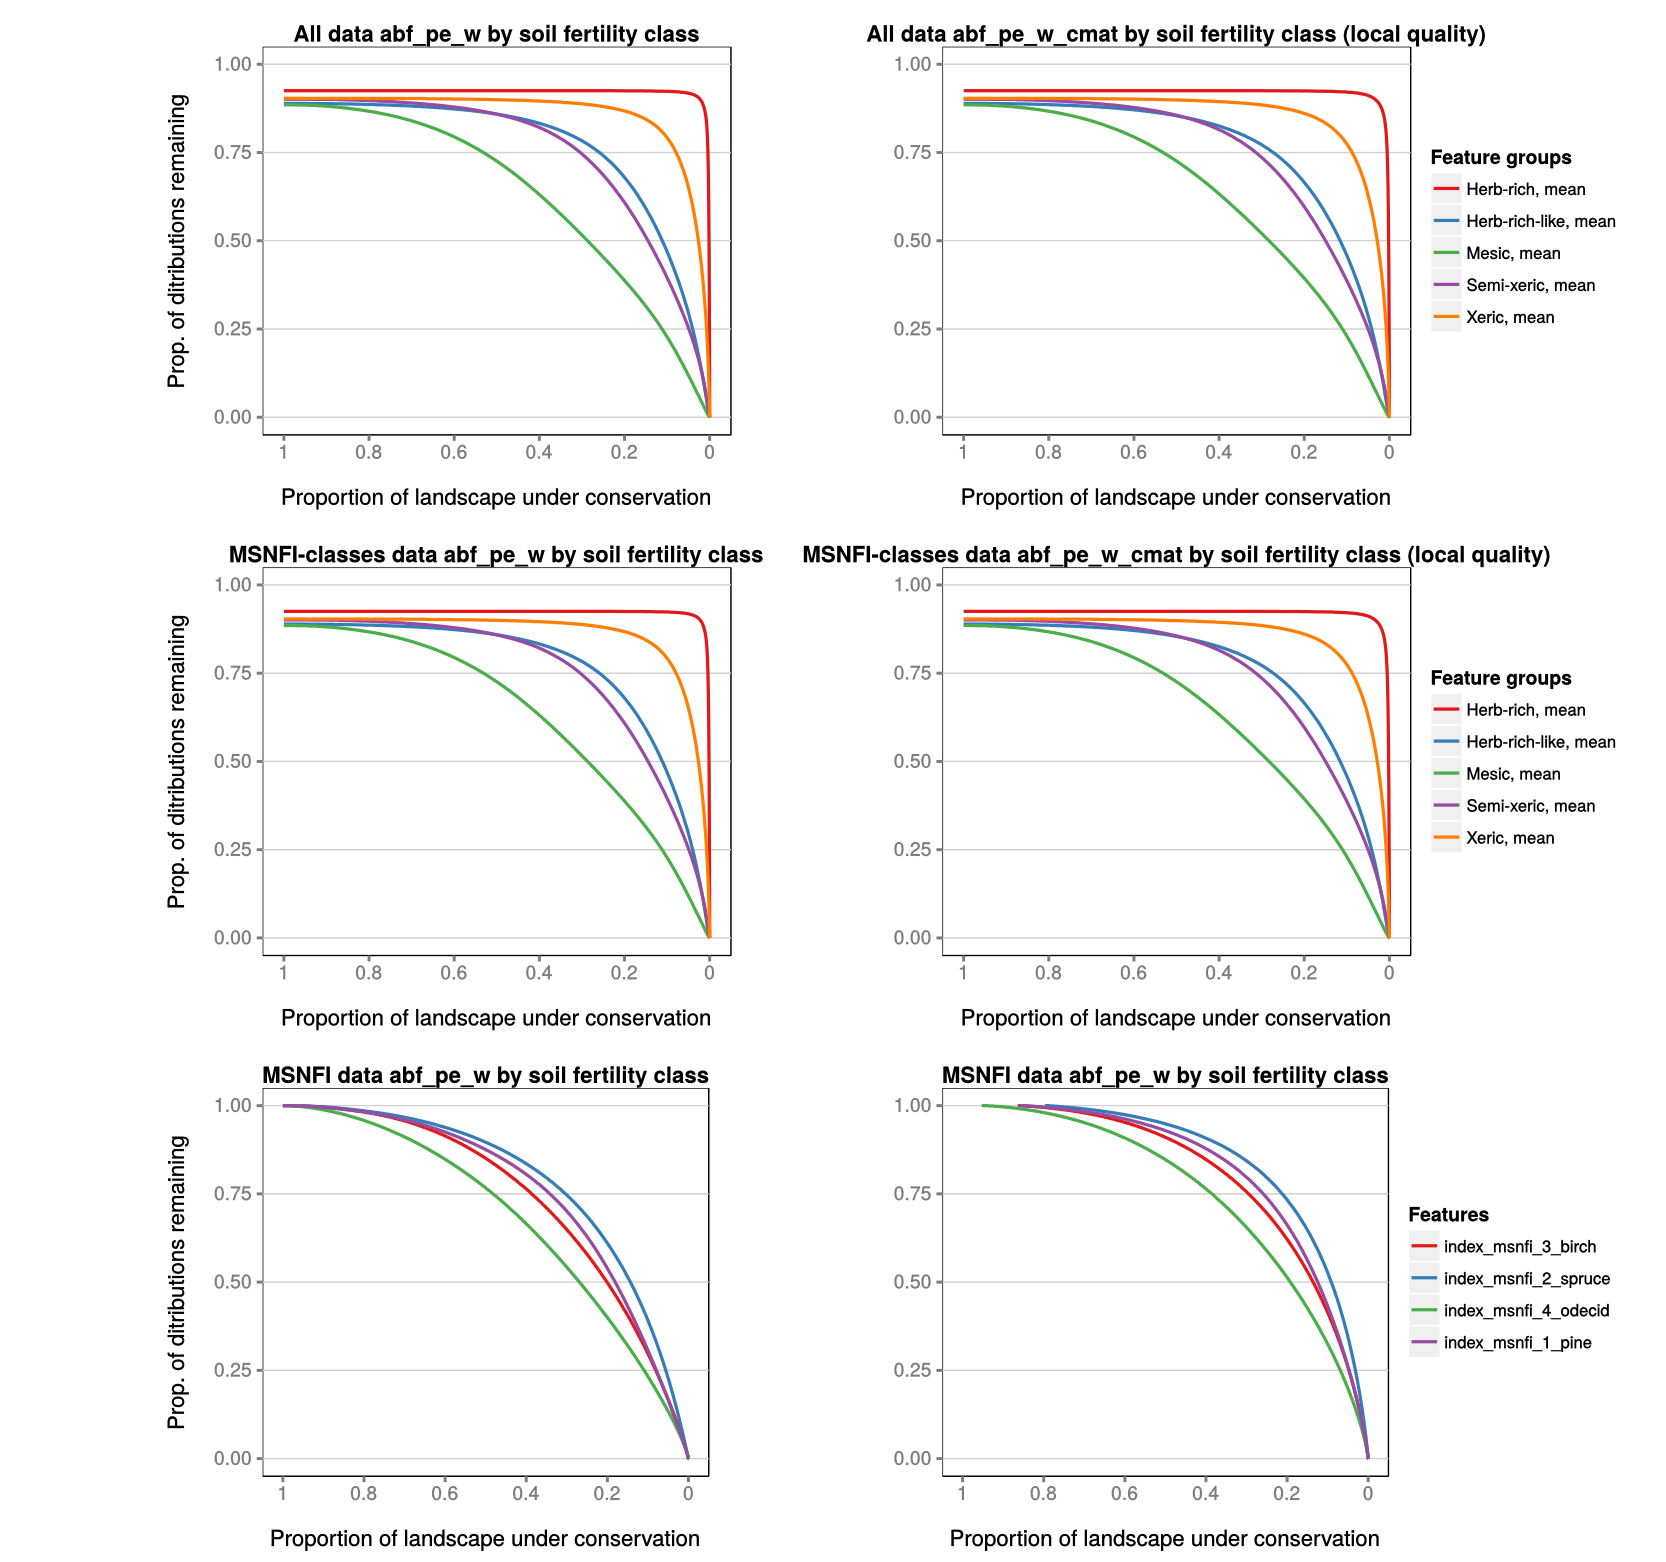 All data abf_pe_w by soil fertility class
Prop. of ditributions remaining
1.00
0.75
0.50
0.25
0.00
1 0.8 0.6 0.4 0.2 0
Proportion of landscape under conservation
All data abf_pe_w_cmat by soil fertility class (local quality)
1.00
0.75
0.50
0.25
0.00
1 0.8 0.6 0.4 0.2 0
Proportion of landscape under conservation
Feature groups
Herb-rich, mean
Herb-rich-like, mean
Mesic, mean
Semi-xeric, mean
Xeric, mean
MSNFI-classes data abf_pe_w by soil fertility class
Prop. of ditributions remaining
1.00
0.75
0.50
0.25
0.00
1 0.8 0.6 0.4 0.2 0
Proportion of landscape under conservation
MSNFI-classes data abf_pe_w_cmat by soil fertility class (local quality)
1.00
0.75
0.50
0.25
0.00
1 0.8 0.6 0.4 0.2 0
Proportion of landscape under conservation
Feature groups
Herb-rich, mean
Herb-rich-like, mean
Mesic, mean
Semi-xeric, mean
Xeric, mean
MSNFI data abf_pe_w by soil fertility class
Prop. of ditributions remaining
1.00
0.75
0.50
0.25
0.00
1 0.8 0.6 0.4 0.2 0
Proportion of landscape under conservation
MSNFI data abf_pe_w by soil fertility class
1.00
0.75
0.50
0.25
0.00
1 0.8 0.6 0.4 0.2 0
Proportion of landscape under conservation
Features
index_msnfi_3_birch
index_msnfi_2_spruce
index_msnfi_4_odecid
index_msnfi_1_pine